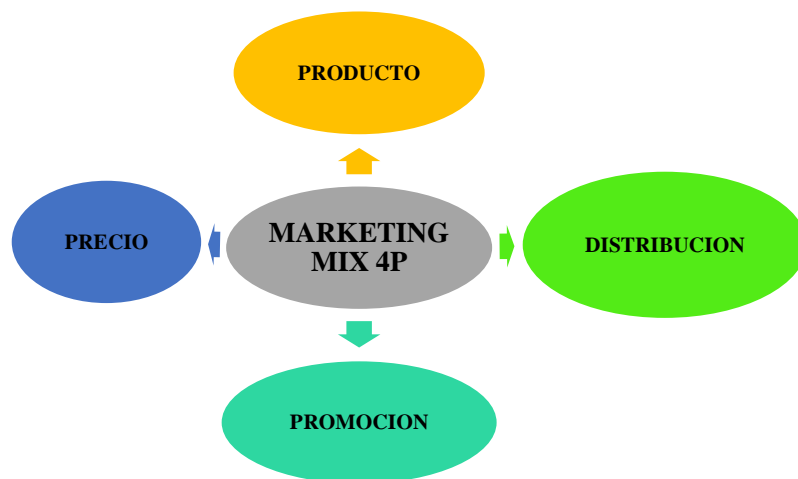 PRODUCTO
PRECIO
MARKETING
MIX 4P
DISTRIBUCION
PROMOCION